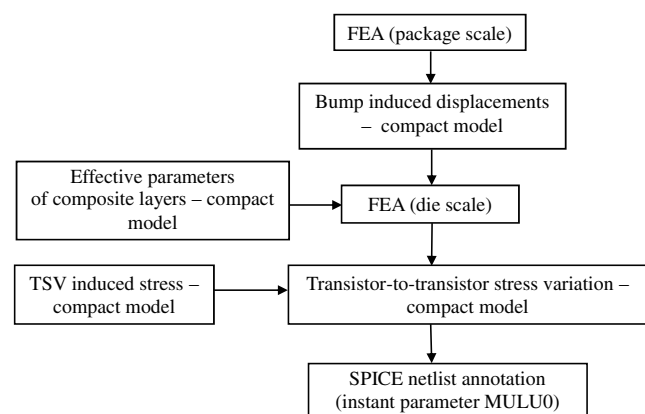 FEA (package scale)
Bump induced displacements
– compact model
Effective parameters
of composite layers – compact
model
FEA (die scale)
TSV induced stress –
compact model
Transistor-to-transistor stress variation –
compact model
SPICE netlist annotation
(instant parameter MULU0)